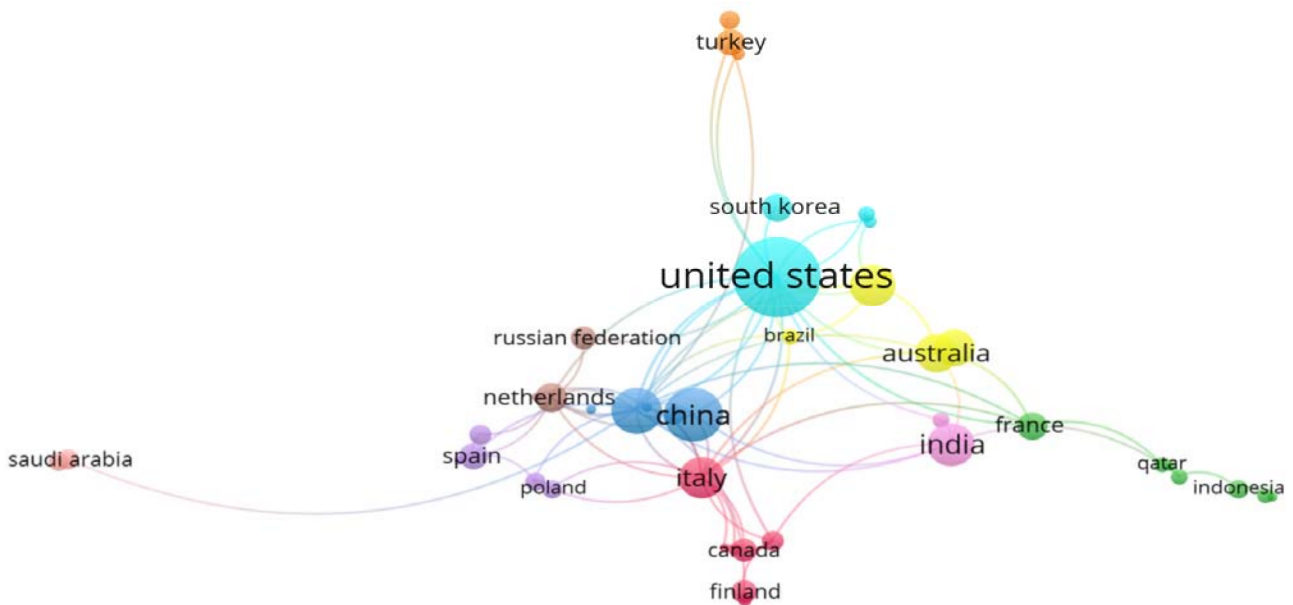 turkey
south korea
united states
russian federation
brazil
australia
netherlands
china
france
india
saudi arabia
spain
qatar
italy
poland
indonesia
canada
finland